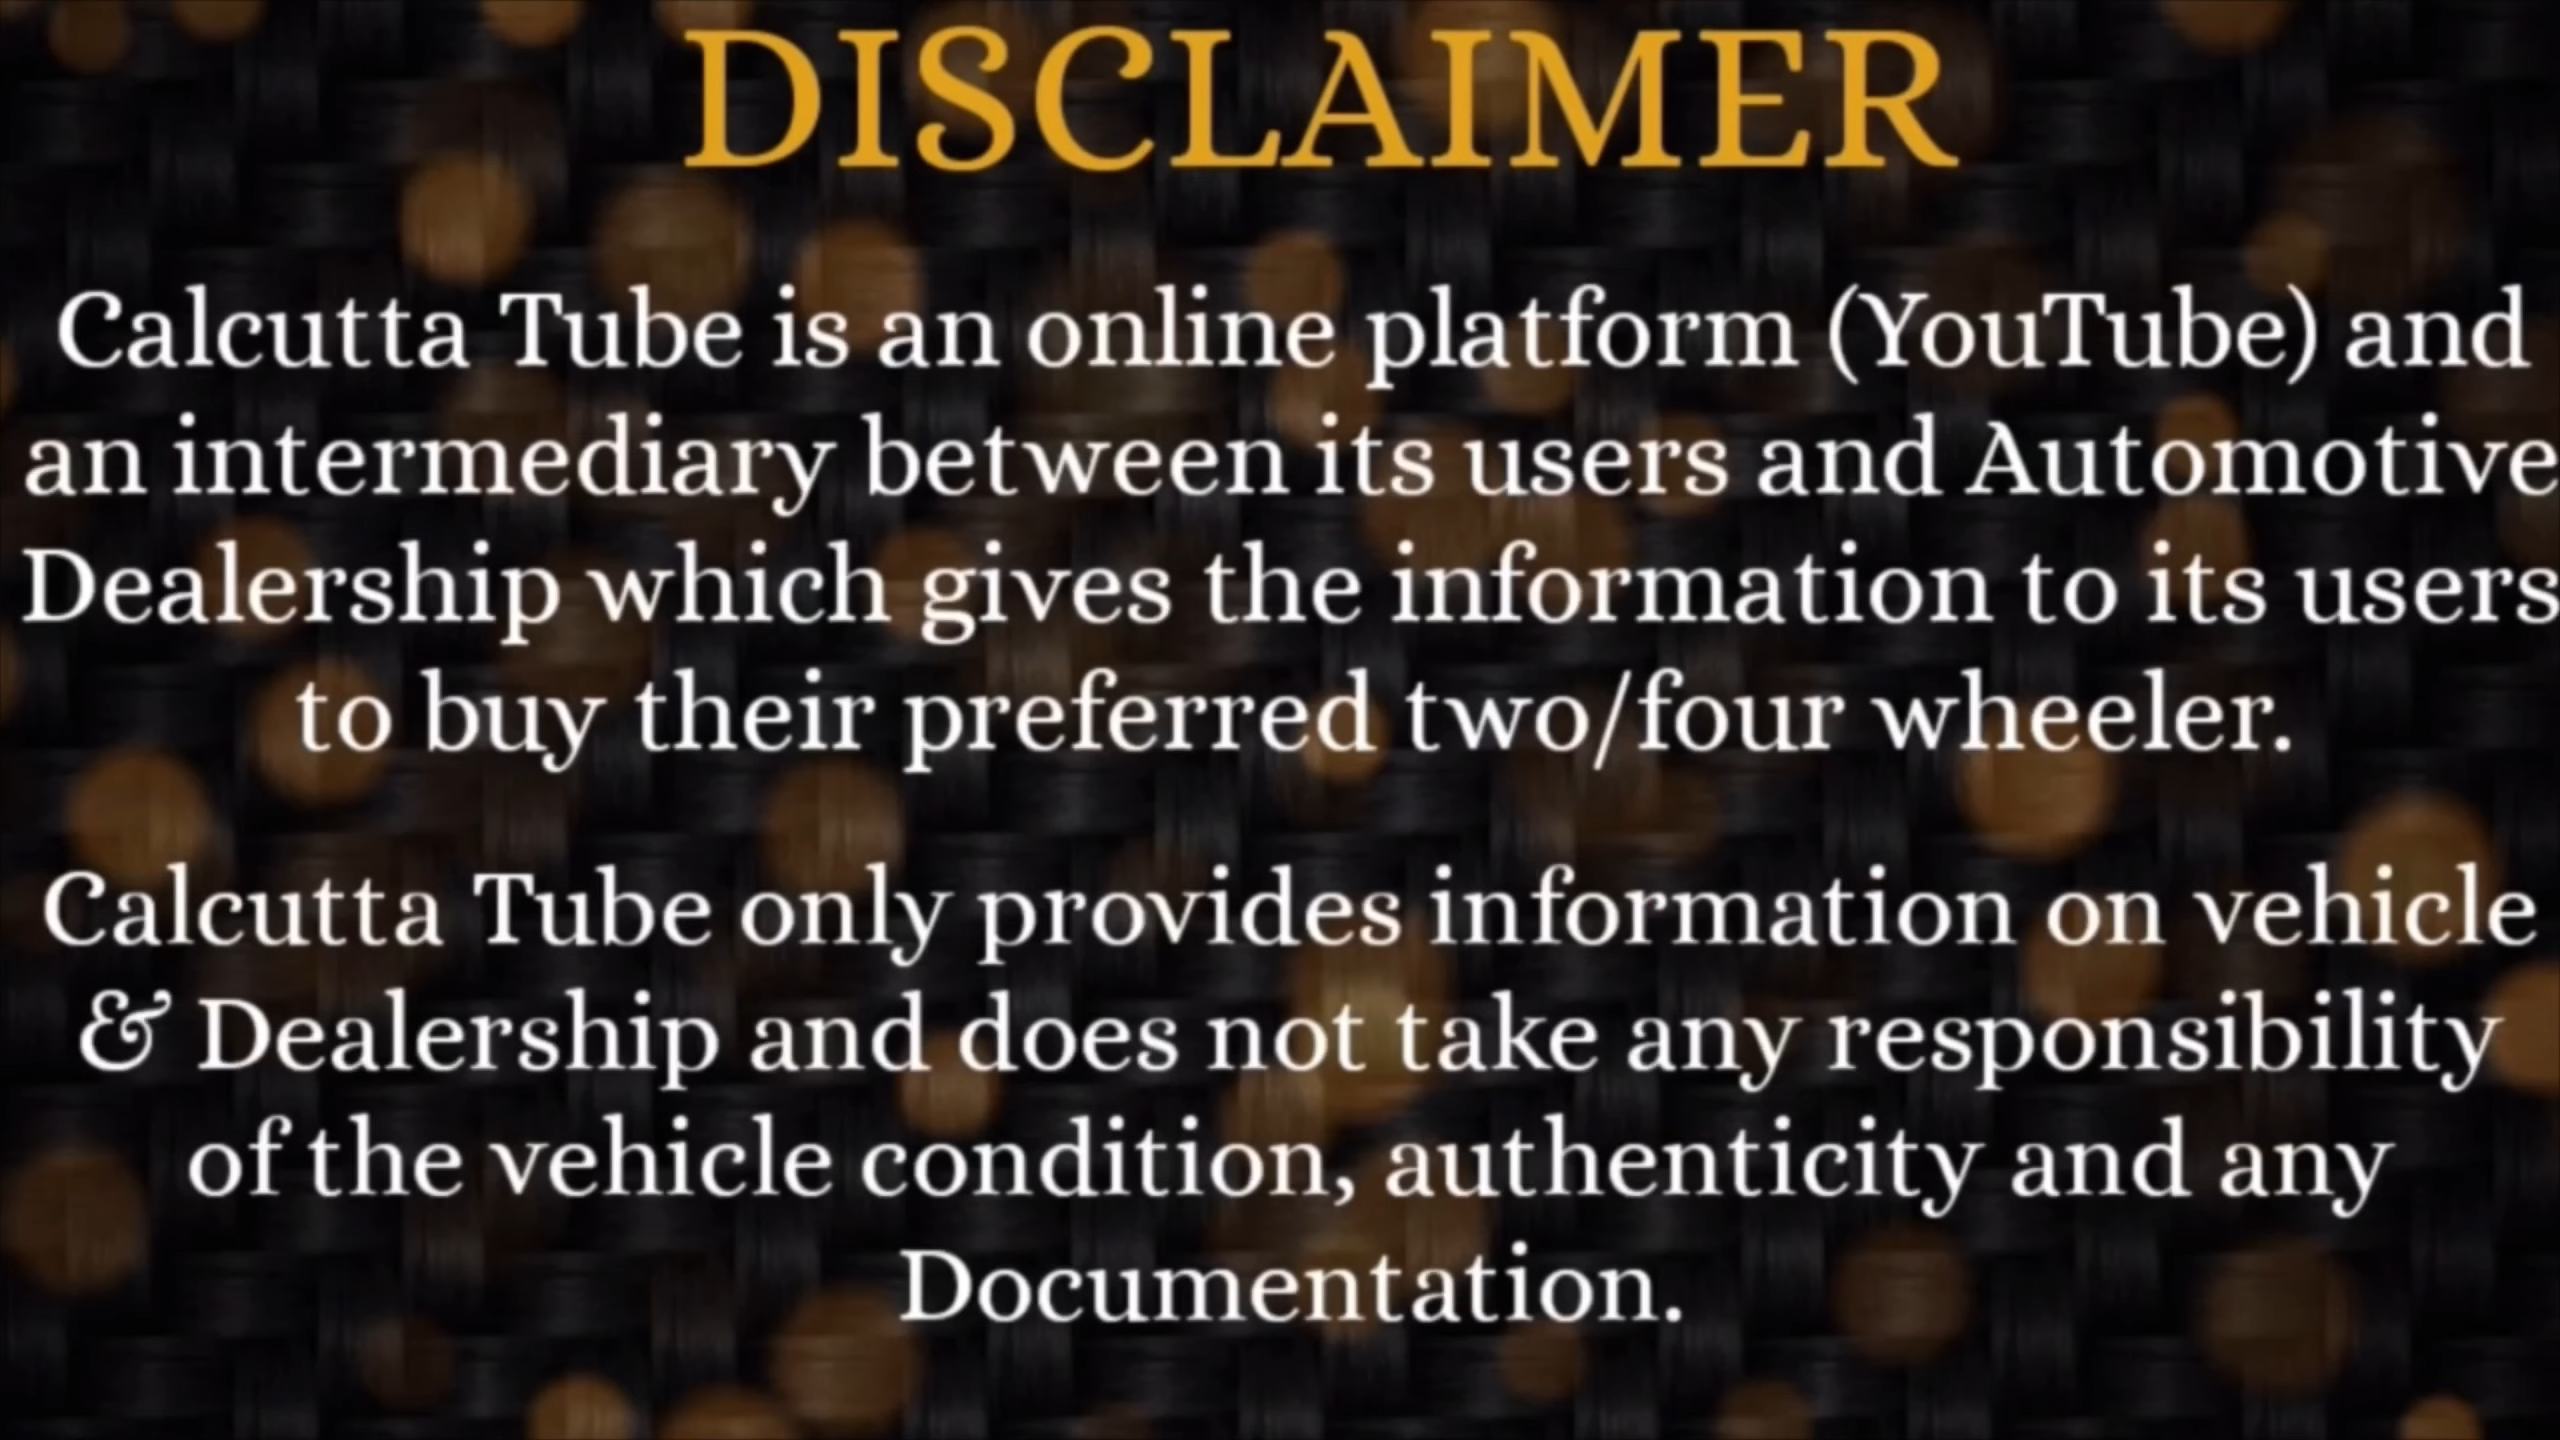 DISCLAIMER
Calcutta Tube is an online platform (YouTube) and
an intermediary between its users and Automotive
Dealership which gives the information to its users
to buy their preferred two/four wheeler.
Calcutta Tube only provides information on vehicle
& Dealership and does not take any responsibility
of the vehicle condition, authenticity and any
Documentation.